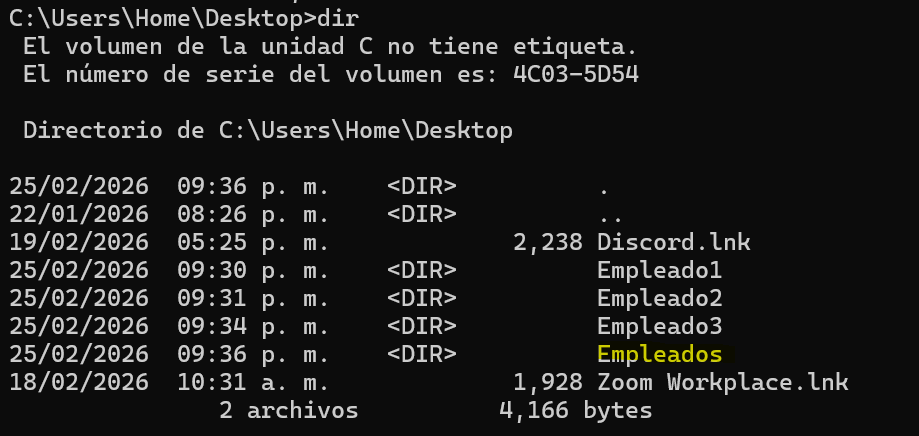 C:\Users\Home\Desktop>dir
 El volumen de la unidad C no tiene etiqueta.
 El número de serie del volumen es: 4C03-5D54

 Directorio de C:\Users\Home\Desktop

25/02/2026  09:36 p. m.    <DIR>          .
22/01/2026  08:26 p. m.    <DIR>          ..
19/02/2026  05:25 p. m.             2,238 Discord.lnk
25/02/2026  09:30 p. m.    <DIR>          Empleado1
25/02/2026  09:31 p. m.    <DIR>          Empleado2
25/02/2026  09:34 p. m.    <DIR>          Empleado3
25/02/2026  09:36 p. m.    <DIR>          Empleados
18/02/2026  10:31 a. m.             1,928 Zoom Workplace.lnk
               2 archivos          4,166 bytes